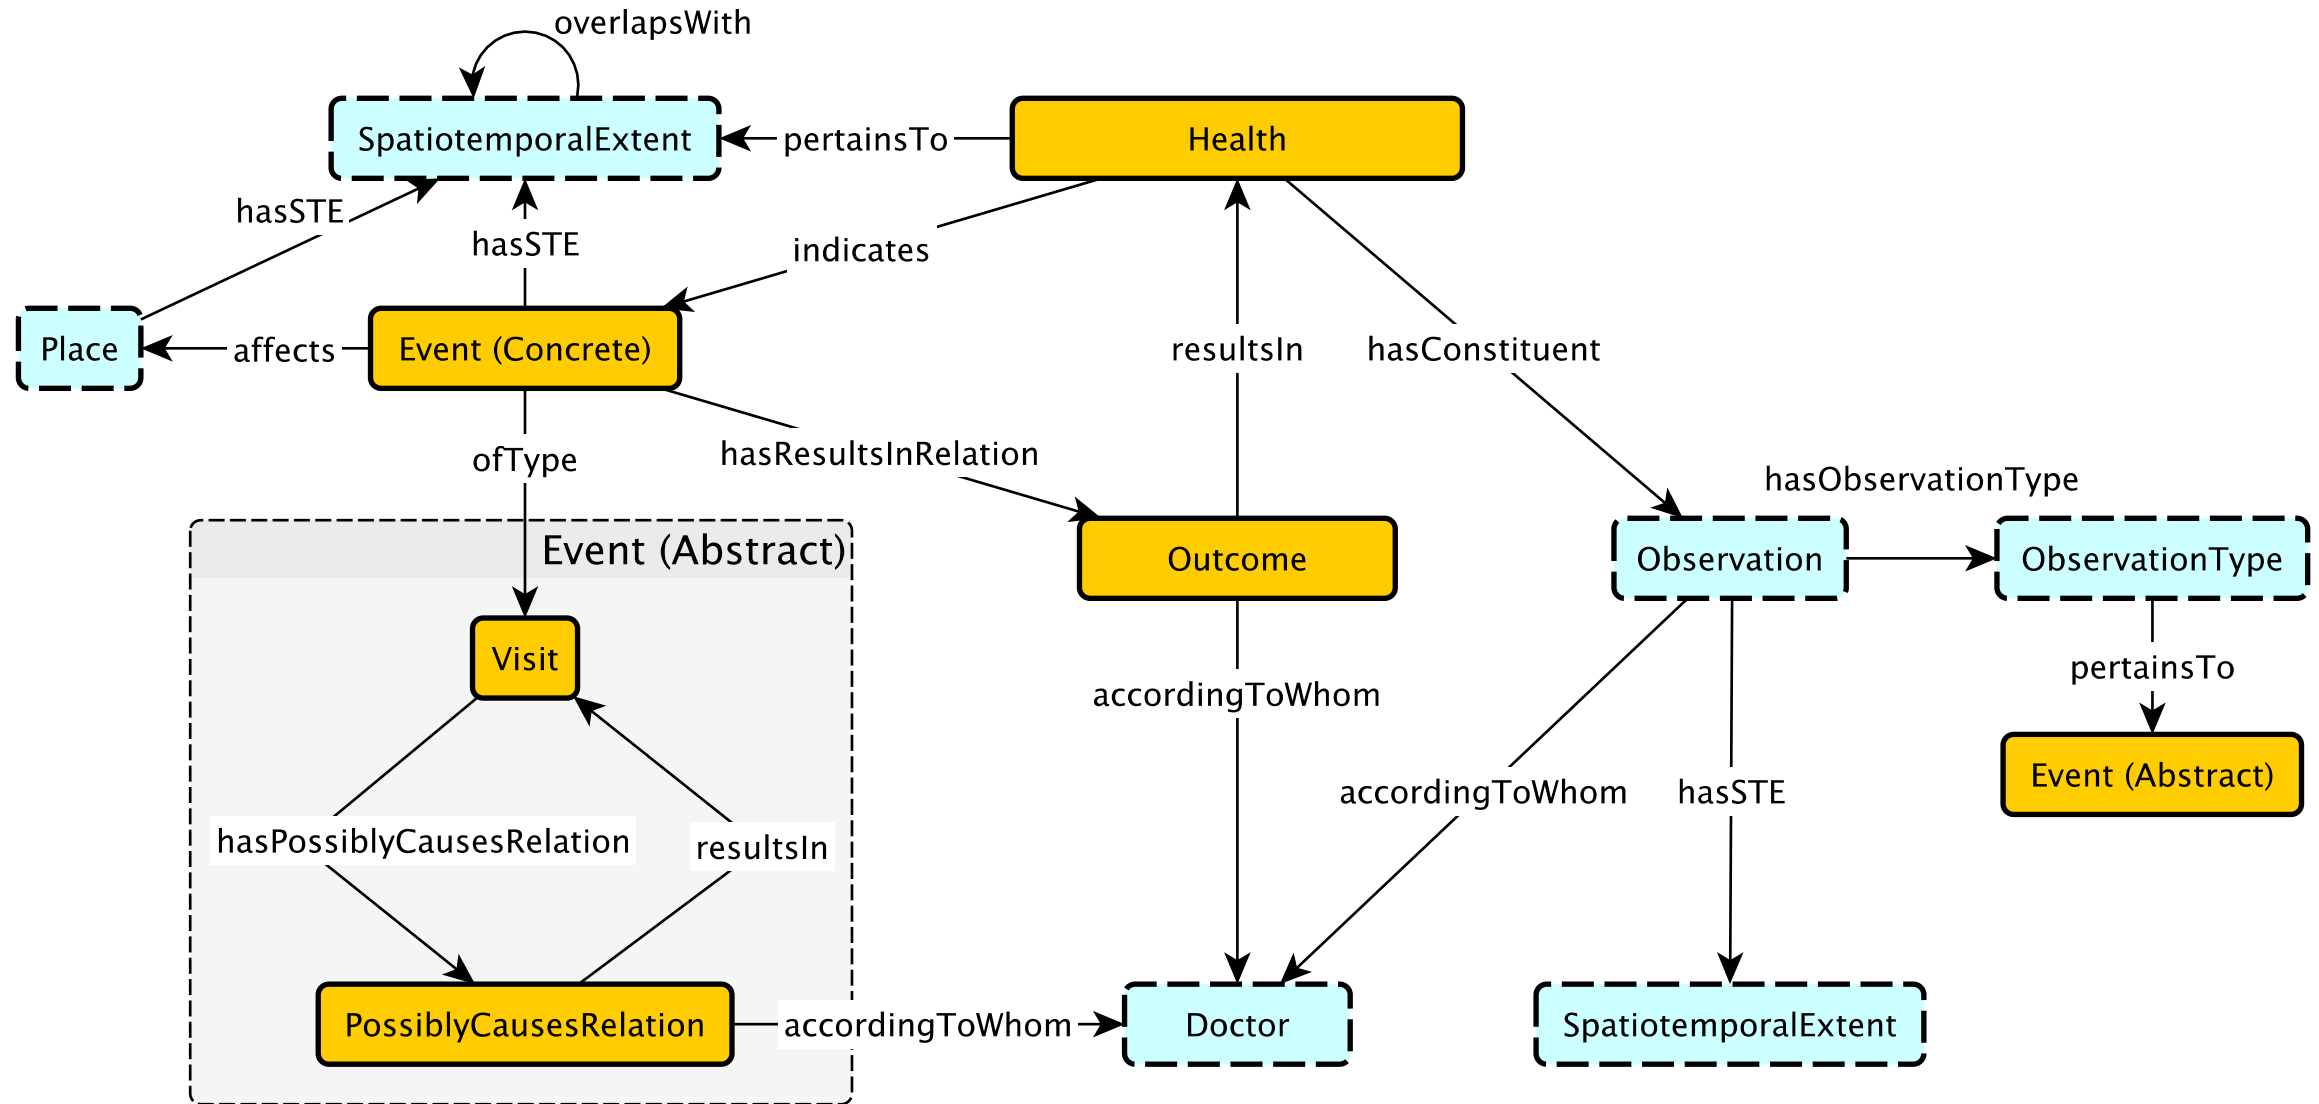 overlapsWith
SpatiotemporalExtent
pertainsTo
Health
hasSTE
hasSTE
indicates
Place
affects
Event (Concrete)
resultsIn
hasConstituent
ofType
hasResultsInRelation
hasObservationType
Event (Abstract)
Outcome
Observation
ObservationType
Visit
accordingToWhom
pertainsTo
Event (Abstract)
accordingToWhom
hasSTE
hasPossiblyCausesRelation
resultsIn
PossiblyCausesRelation
accordingToWhom
Doctor
SpatiotemporalExtent